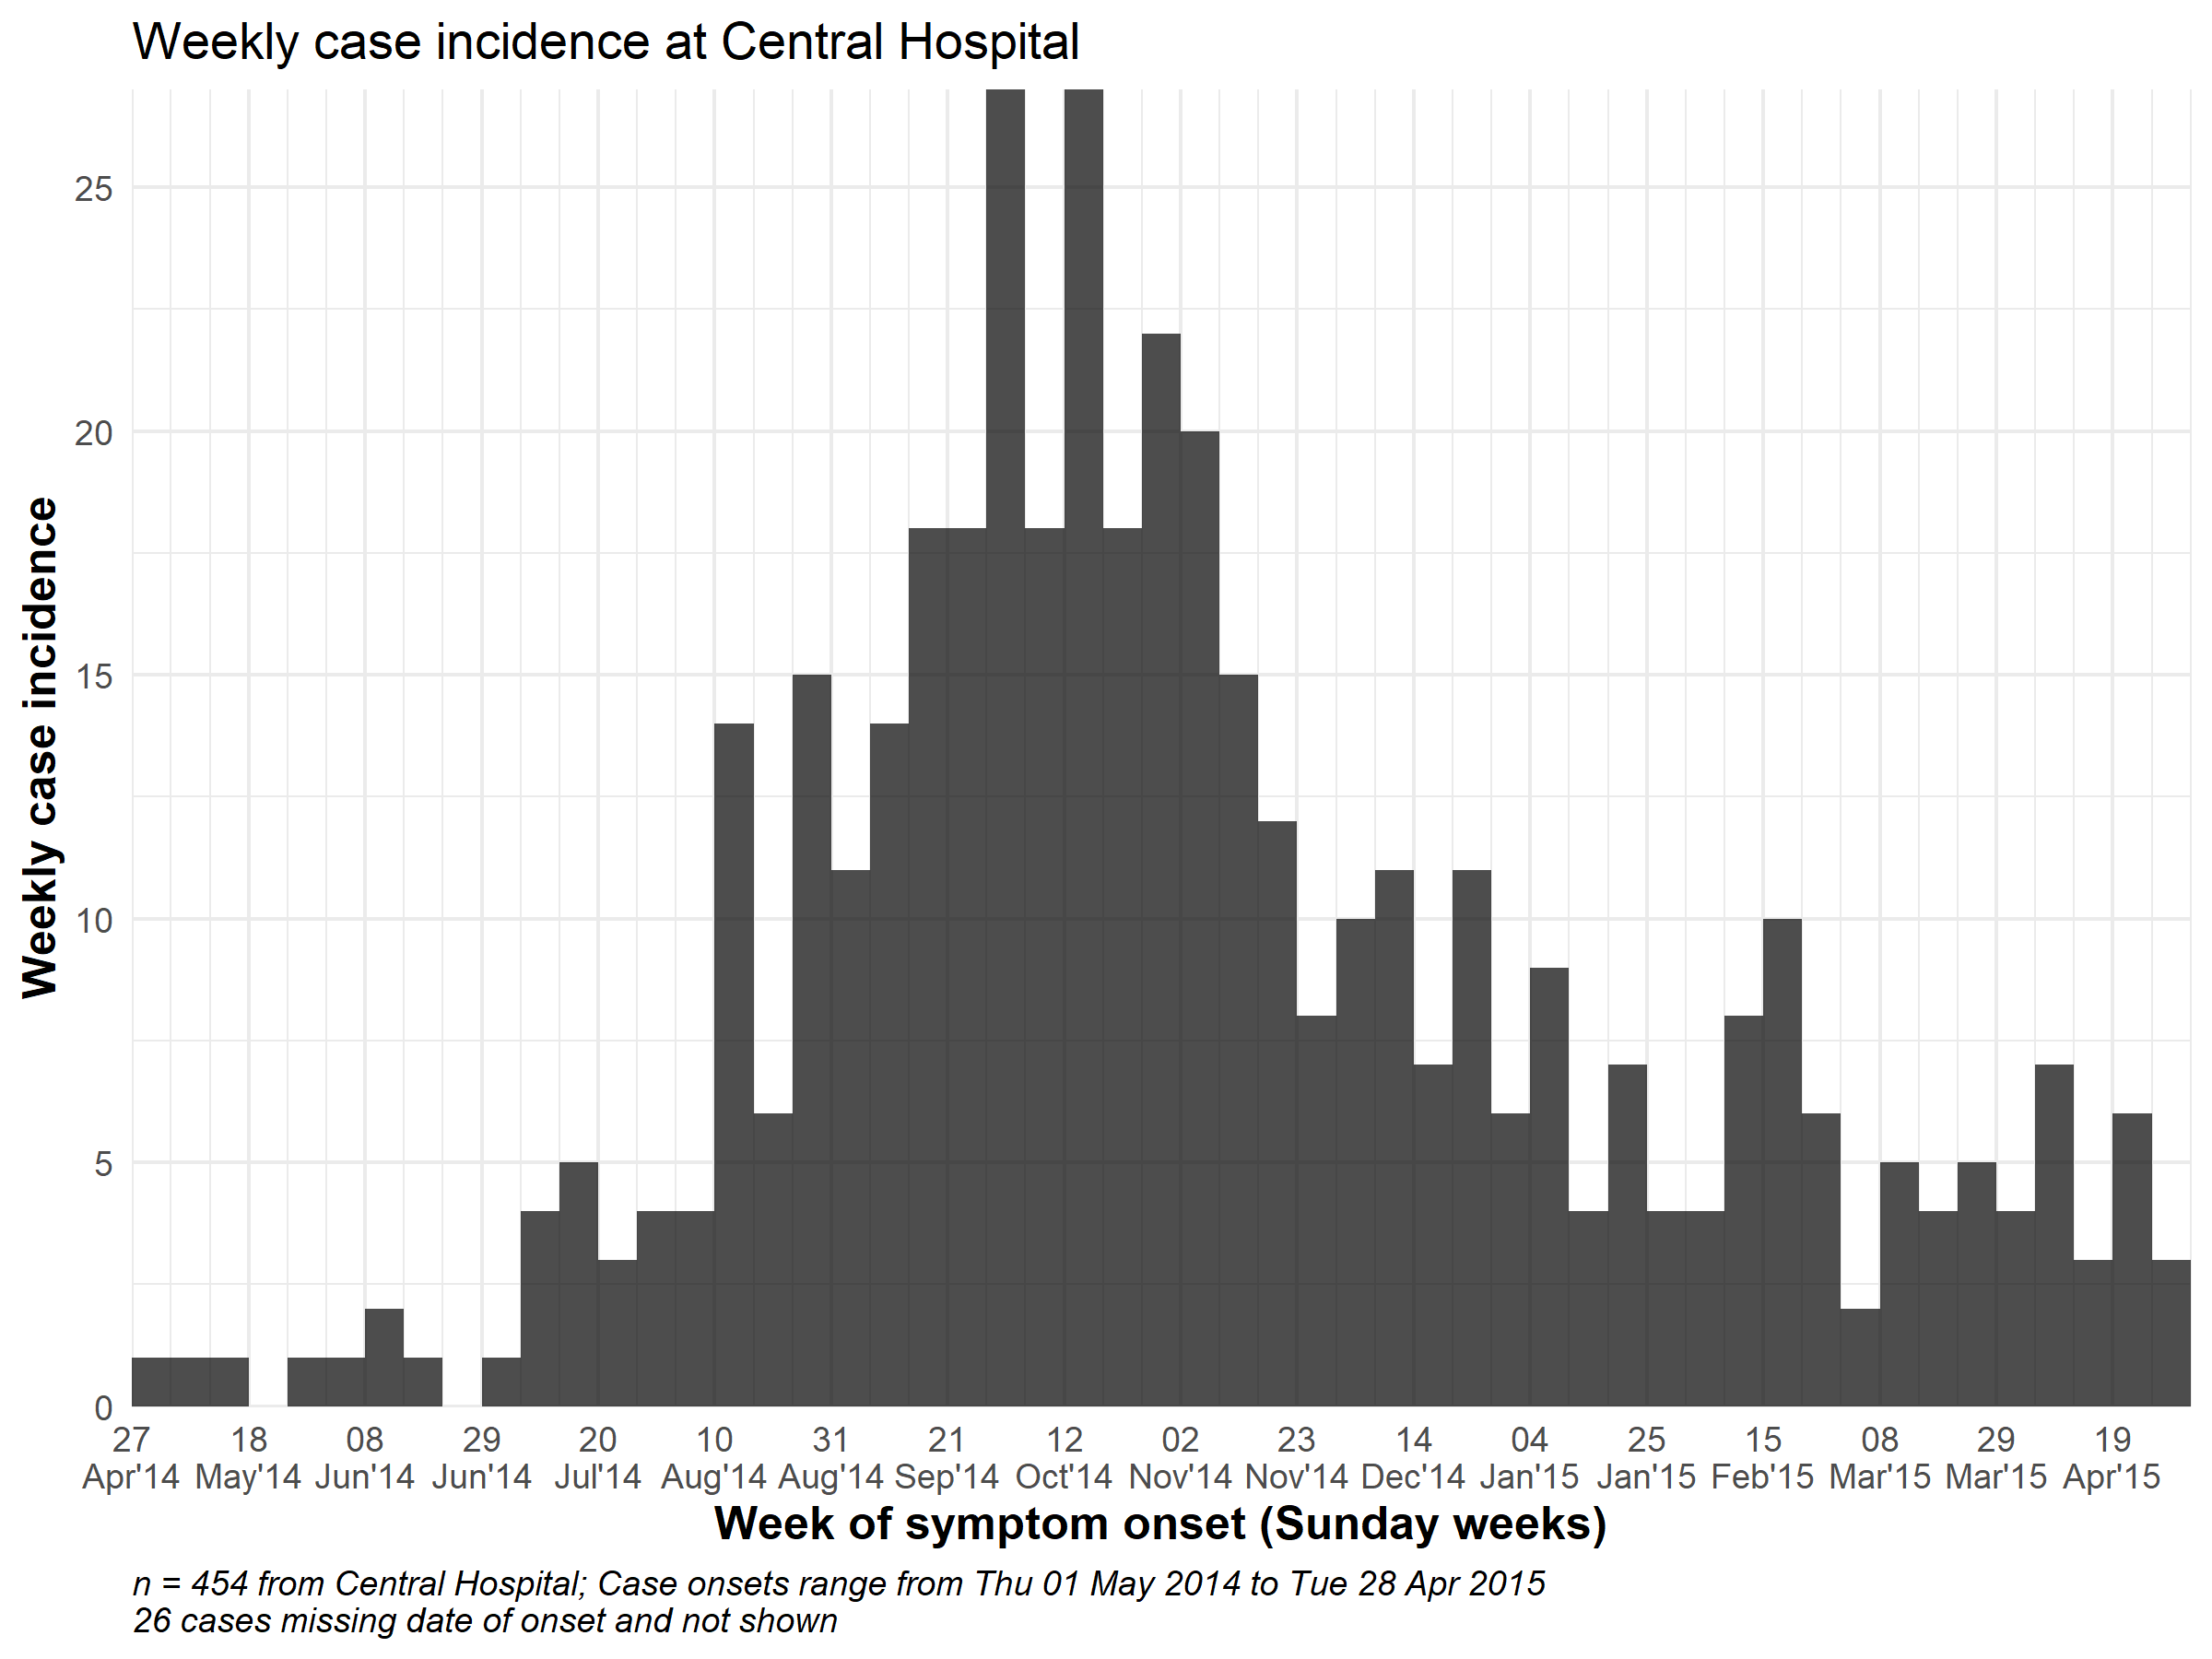 Weekly case incidence at Central Hospital
Weekly case incidence
25
20
15
10
5
0
27 18 08 29 20 10 31 21 12 02 23 14 04 25 15 08 29 19
Apr'14 May'14 Jun'14 Jun'14 Jul'14 Aug'14 Aug'14 Sep'14 Oct'14 Nov'14 Nov'14 Dec'14 Jan'15 Jan'15 Feb'15 Mar'15 Mar'15 Apr'15
Week of symptom onset (Sunday weeks)
n = 454 from Central Hospital; Case onsets range from Thu 01 May 2014 to Tue 28 Apr 2015
26 cases missing date of onset and not shown